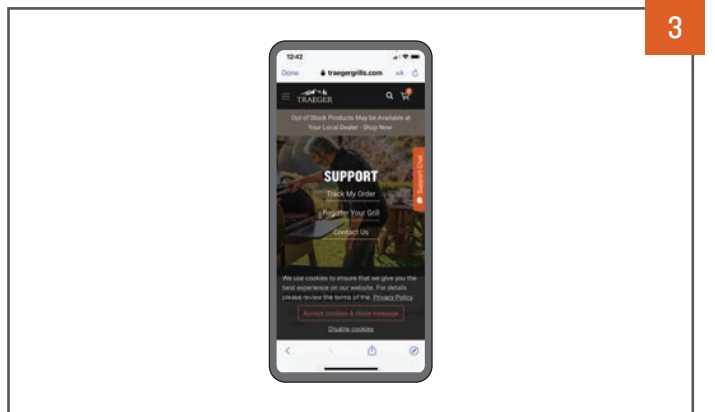 3
12:42
Done traegergrills.com AA
TRAEGER
Out of Stock Products May be Available at
Your Local Dealer - Shop Now
SUPPORT
Track My Order
Register Your Grill
Contact Us
Support Chat
We use cookies to ensure that we give you the
best experience on our website. For details
please review the terms of the Privacy Policy
Accept cookies & close message
Disable cookies